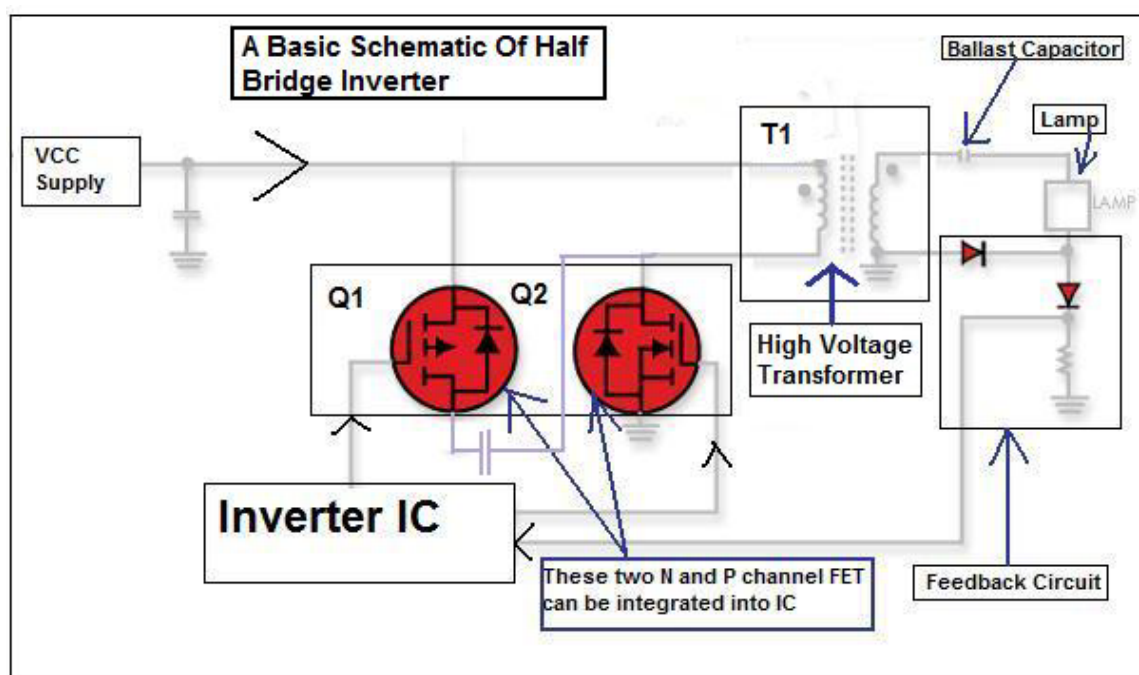 A Basic Schematic Of Half
Bridge Inverter
Ballast Capacitor
Lamp
T1
VCC
Supply
LAMP
Q1
Q2
High Voltage
Transformer
Inverter IC
These two N and P channel FET
can be integrated into IC
Feedback Circuit